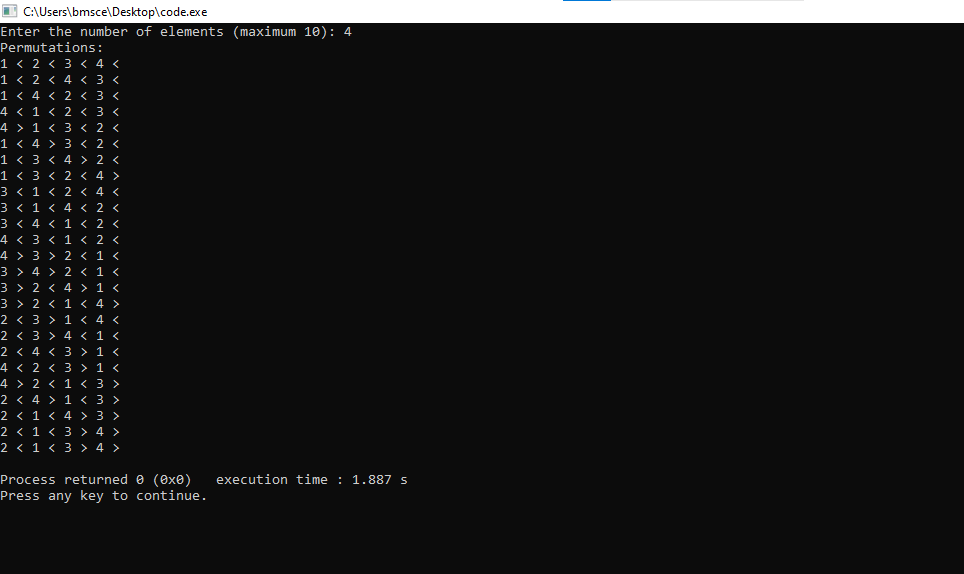 C:\Users\bmsce\Desktop\code.exe
Enter the number of elements (maximum 10): 4
Permutations:
1 < 2 < 3 < 4 <
1 < 2 < 4 < 3 <
1 < 4 < 2 < 3 <
4 < 1 < 2 < 3 <
4 > 1 < 3 < 2 <
1 < 4 > 3 < 2 <
1 < 3 < 4 > 2 <
1 < 3 < 2 < 4 >
3 < 1 < 2 < 4 <
3 < 1 < 4 < 2 <
3 < 4 < 1 < 2 <
4 < 3 < 1 < 2 <
4 > 3 > 2 < 1 <
3 > 4 > 2 < 1 <
3 > 2 < 4 > 1 <
3 > 2 < 1 < 4 >
2 < 3 > 1 < 4 <
2 < 3 > 4 < 1 <
2 < 4 < 3 > 1 <
4 < 2 < 3 > 1 <
4 > 2 < 1 < 3 >
2 < 4 > 1 < 3 >
2 < 1 < 4 > 3 >
2 < 1 < 3 > 4 >
2 < 1 < 3 > 4 >
Process returned 0 (0x0)   execution time : 1.887 s
Press any key to continue.